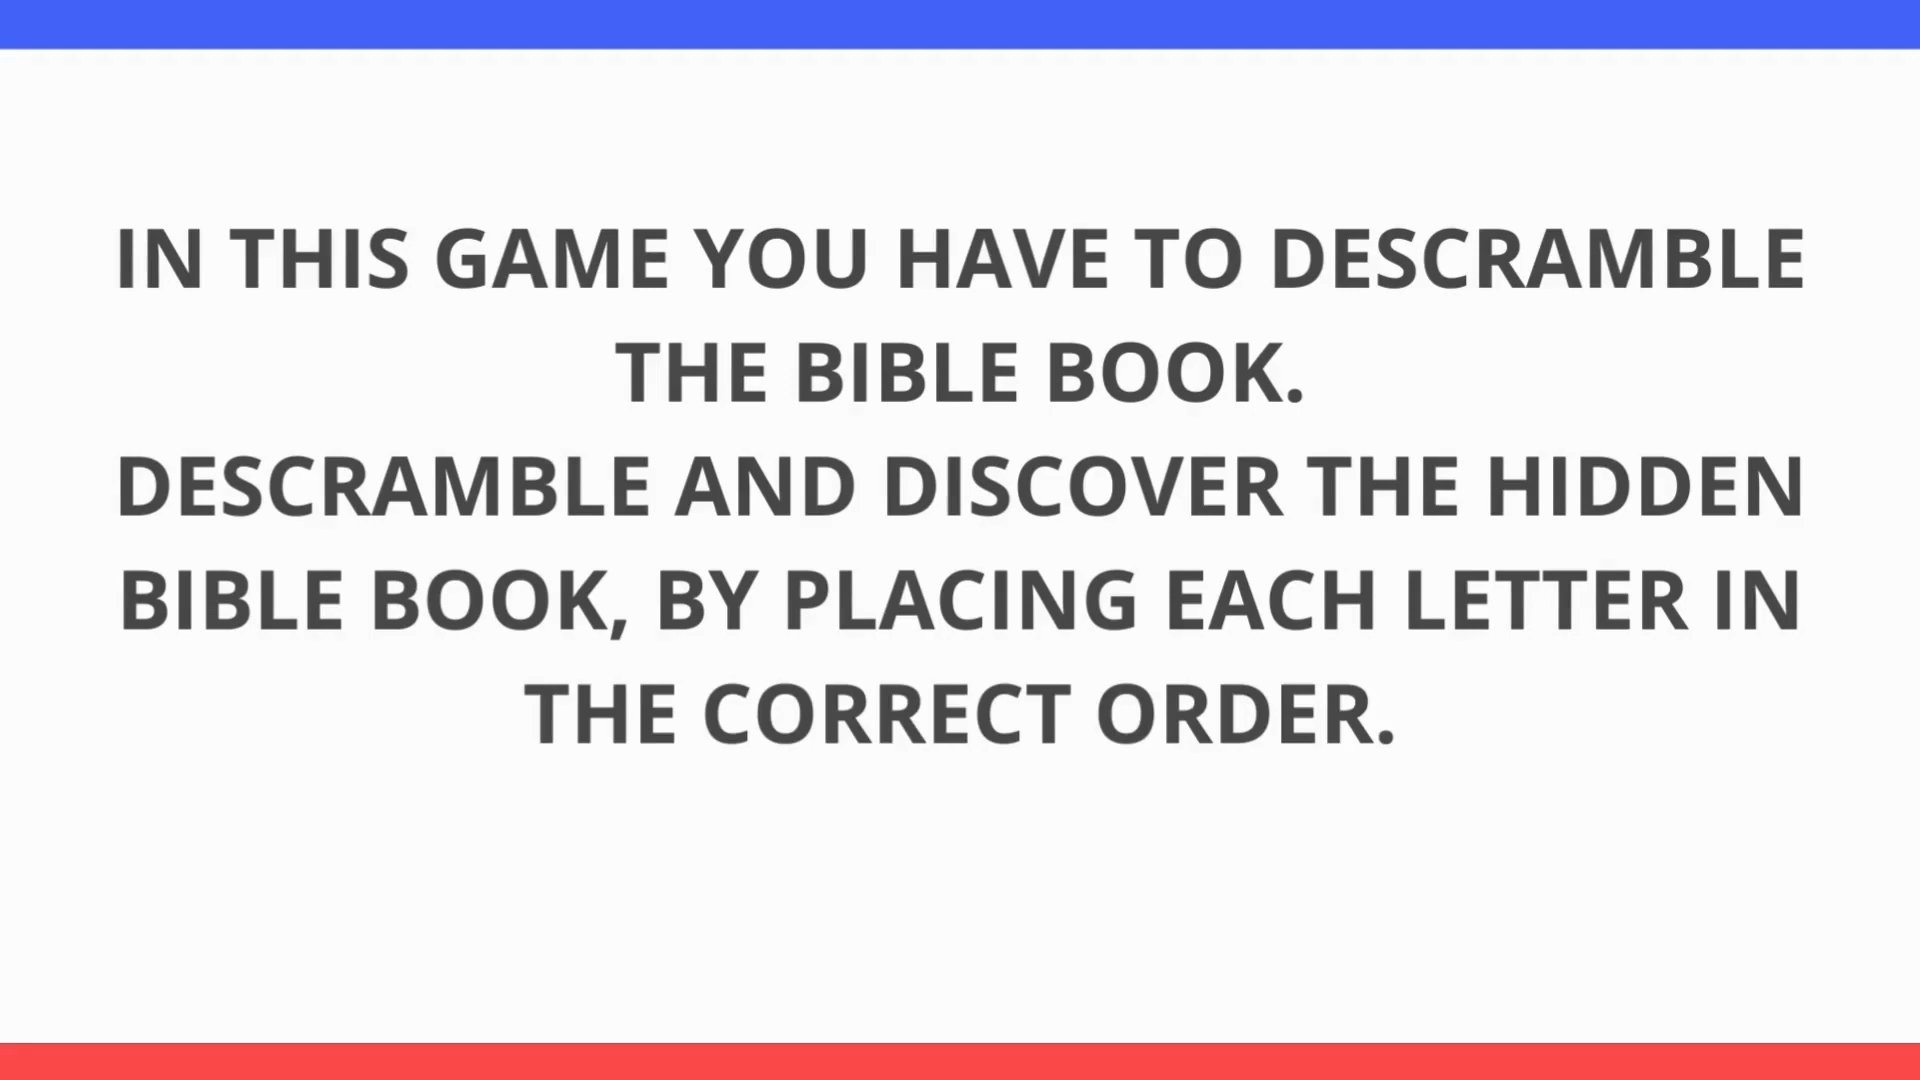 IN THIS GAME YOU HAVE TO DESCRAMBLE
THE BIBLE BOOK.
DESCRAMBLE AND DISCOVER THE HIDDEN
BIBLE BOOK, BY PLACING EACH LETTER IN
THE CORRECT ORDER.